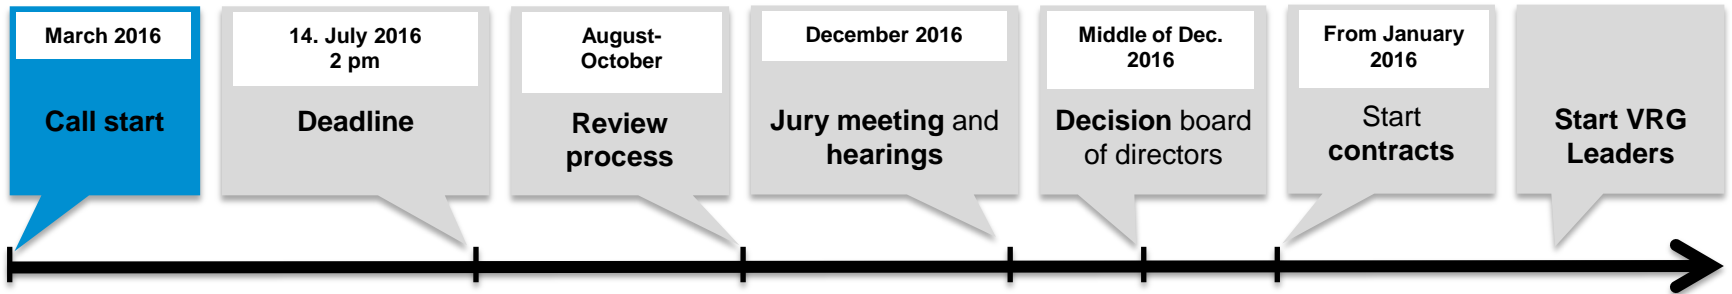 March 2016
Call start
14. July 2016
2 pm
Deadline
August-
October
Review
process
December 2016
Jury meeting and
hearings
Middle of Dec.
2016
Decision board
of directors
From January
2016
Start
contracts
Start VRG
Leaders